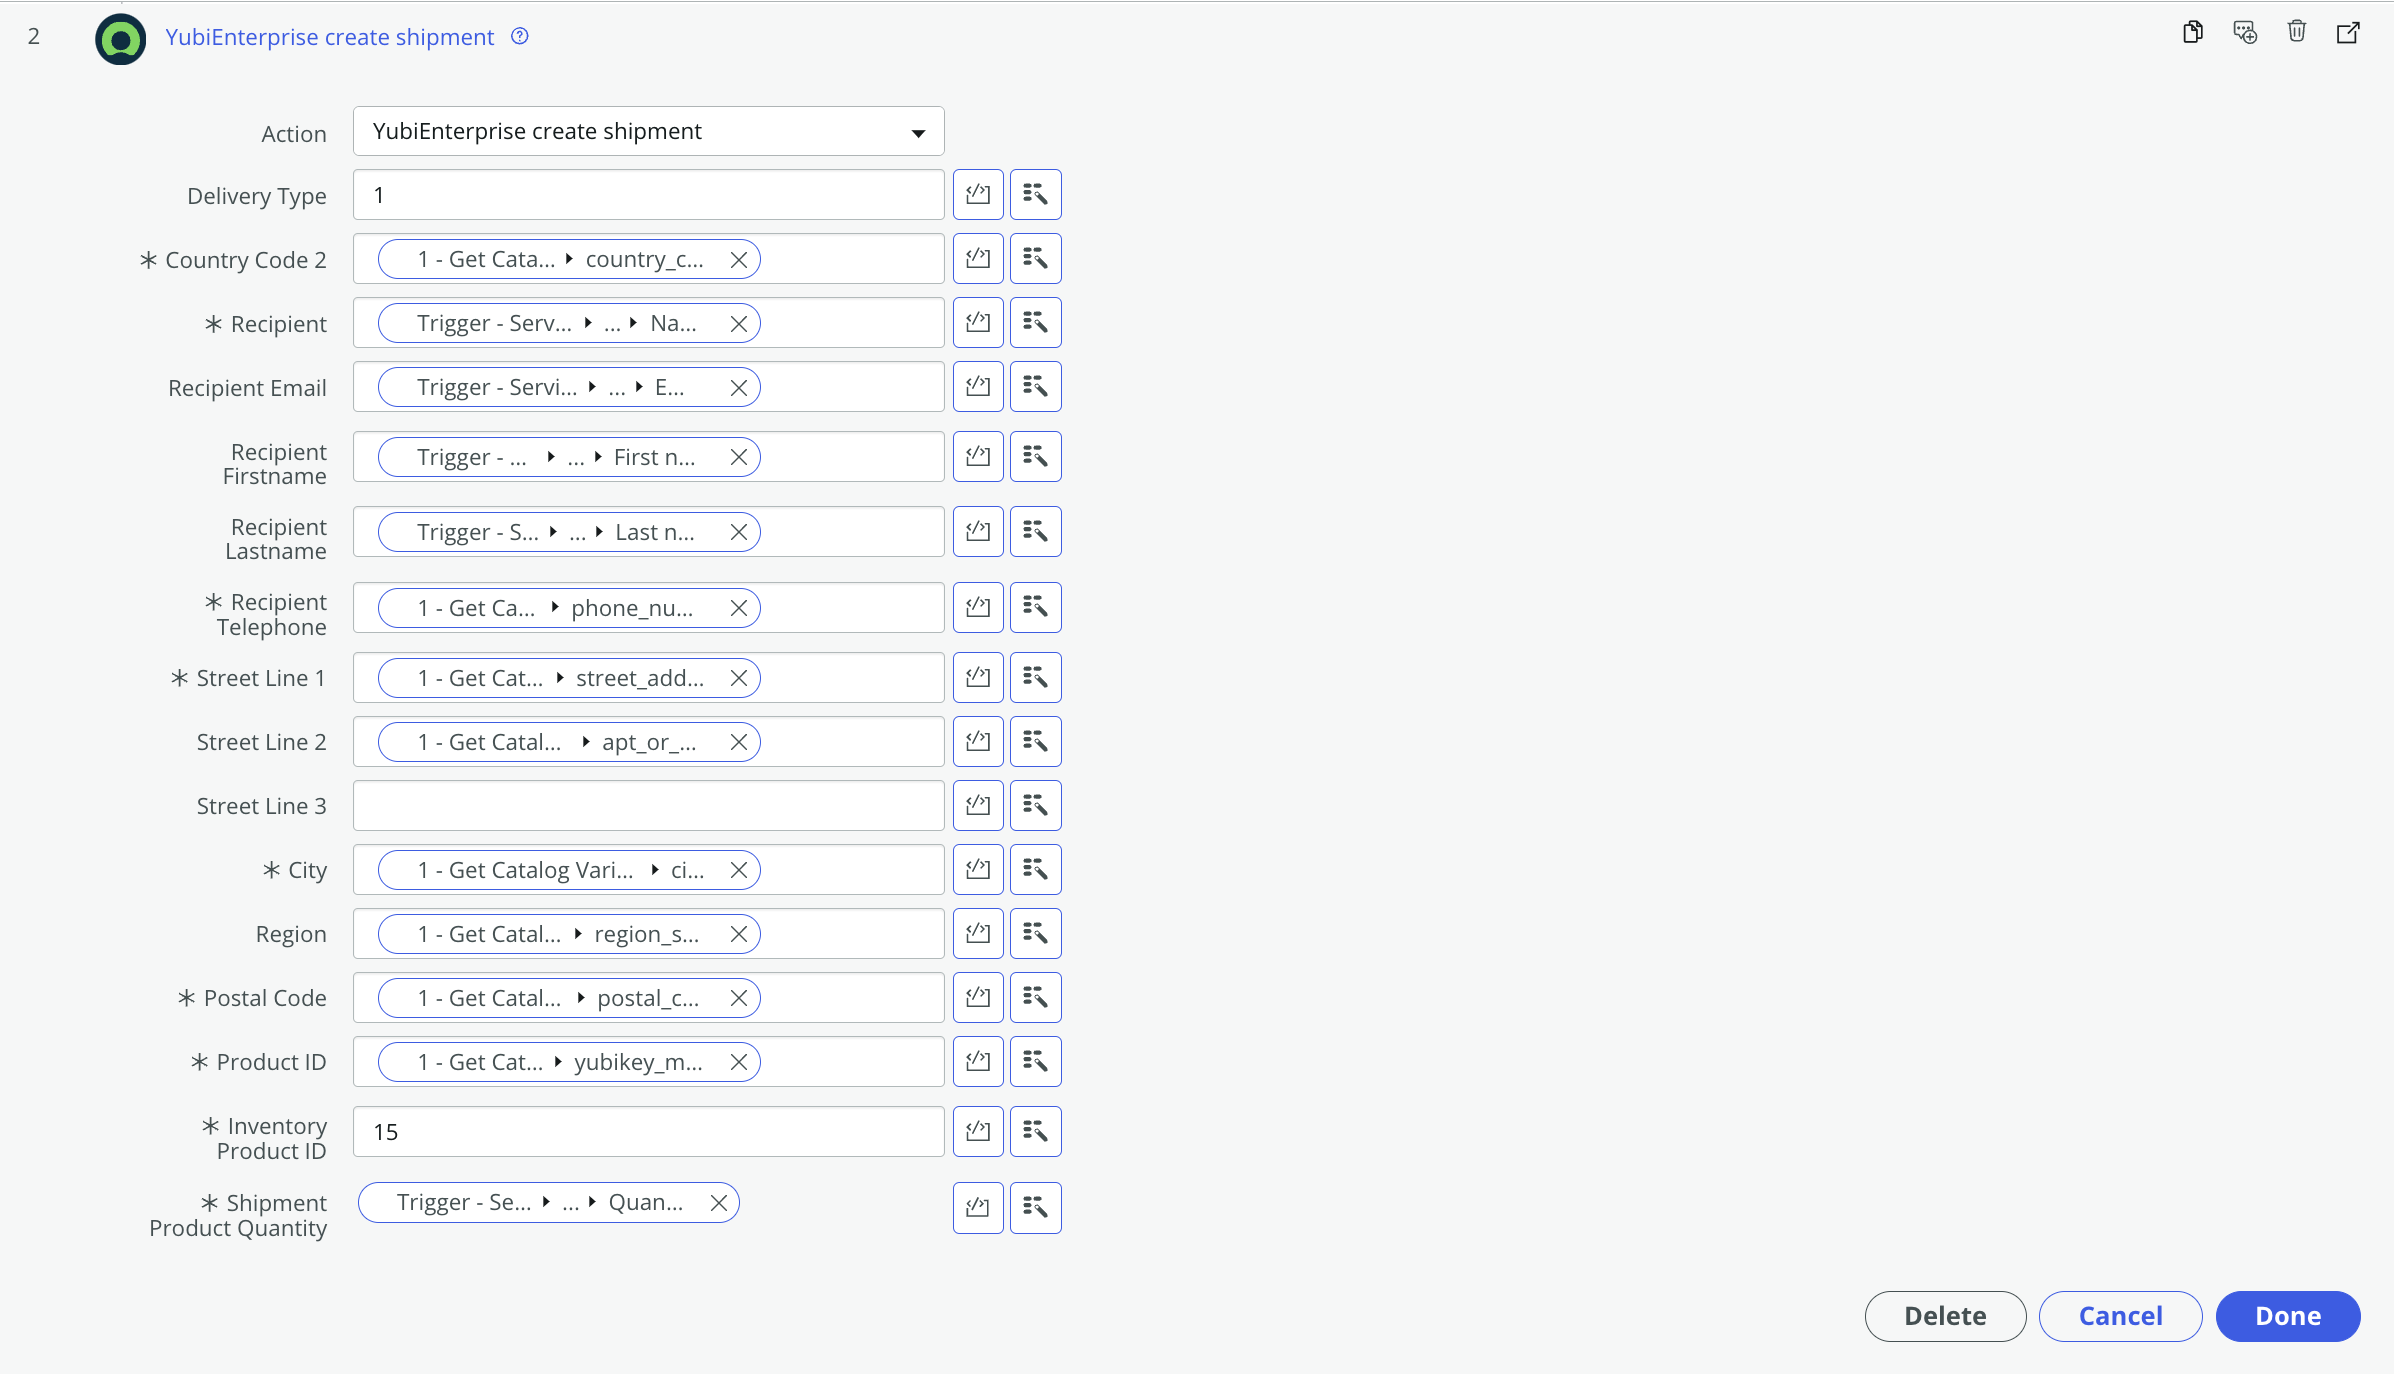 2 YubiEnterprise create shipment
Action YubiEnterprise create shipment
Delivery Type 1
* Country Code 2 1 - Get Cata... country_c...
* Recipient Trigger - Serv... ... Na...
Recipient Email Trigger - Servi... ... E...
Recipient
Firstname Trigger - ... ... First n...
Recipient
Lastname Trigger - S... ... Last n...
* Recipient
Telephone 1 - Get Ca... phone_nu...
* Street Line 1 1 - Get Cat... street_add...
Street Line 2 1 - Get Catal... apt_or_...
Street Line 3
* City 1 - Get Catalog Vari... ci...
Region 1 - Get Catal... region_s...
* Postal Code 1 - Get Catal... postal_c...
* Product ID 1 - Get Cat... yubikey_m...
* Inventory
Product ID 15
* Shipment
Product Quantity Trigger - Se... ... Quan...
Delete Cancel Done